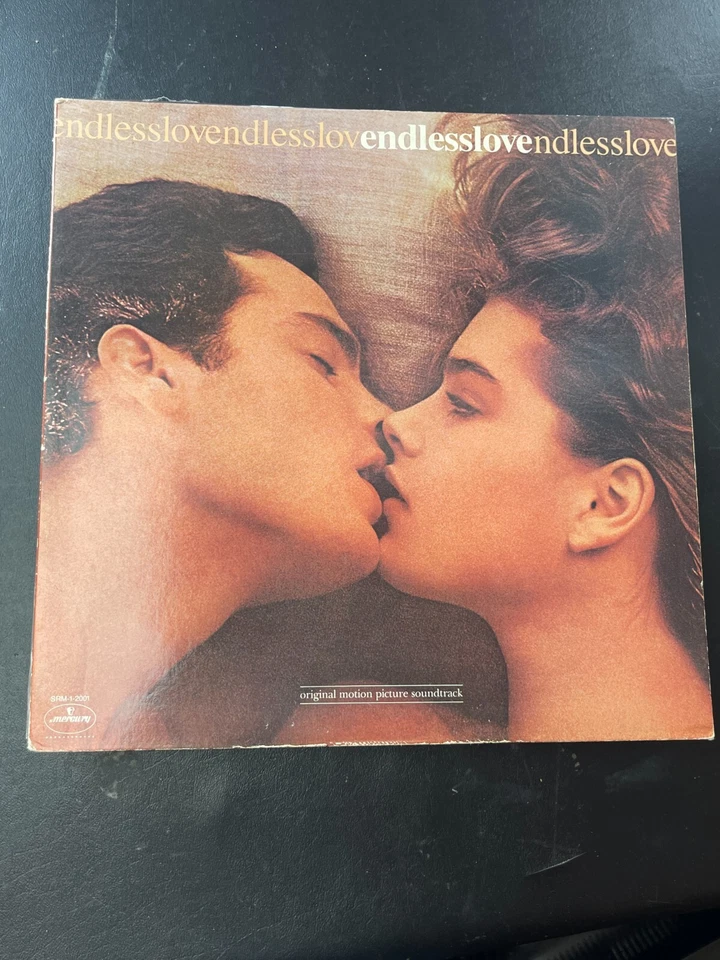 endlesslovendlesslovendlesslovendlesslove
original motion picture soundtrack
SRM-1-2001
mercury